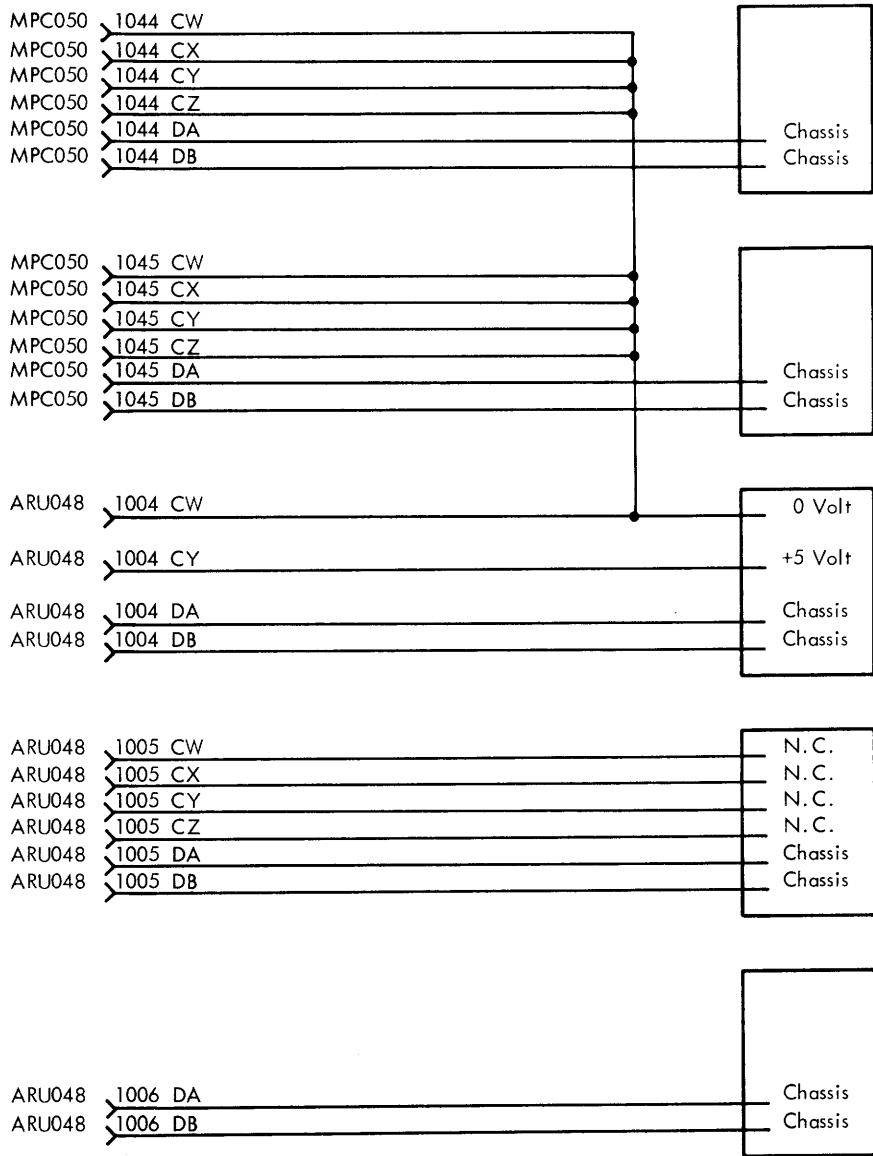 MPC050 1044 CW
MPC050 1044 CX
MPC050 1044 CY
MPC050 1044 CZ
MPC050 1044 DA Chassis
MPC050 1044 DB Chassis
MPC050 1045 CW
MPC050 1045 CX
MPC050 1045 CY
MPC050 1045 CZ
MPC050 1045 DA Chassis
MPC050 1045 DB Chassis
ARU048 1004 CW 0 Volt
ARU048 1004 CY +5 Volt
ARU048 1004 DA Chassis
ARU048 1004 DB Chassis
ARU048 1005 CW N.C.
ARU048 1005 CX N.C.
ARU048 1005 CY N.C.
ARU048 1005 CZ N.C.
ARU048 1005 DA Chassis
ARU048 1005 DB Chassis
ARU048 1006 DA Chassis
ARU048 1006 DB Chassis